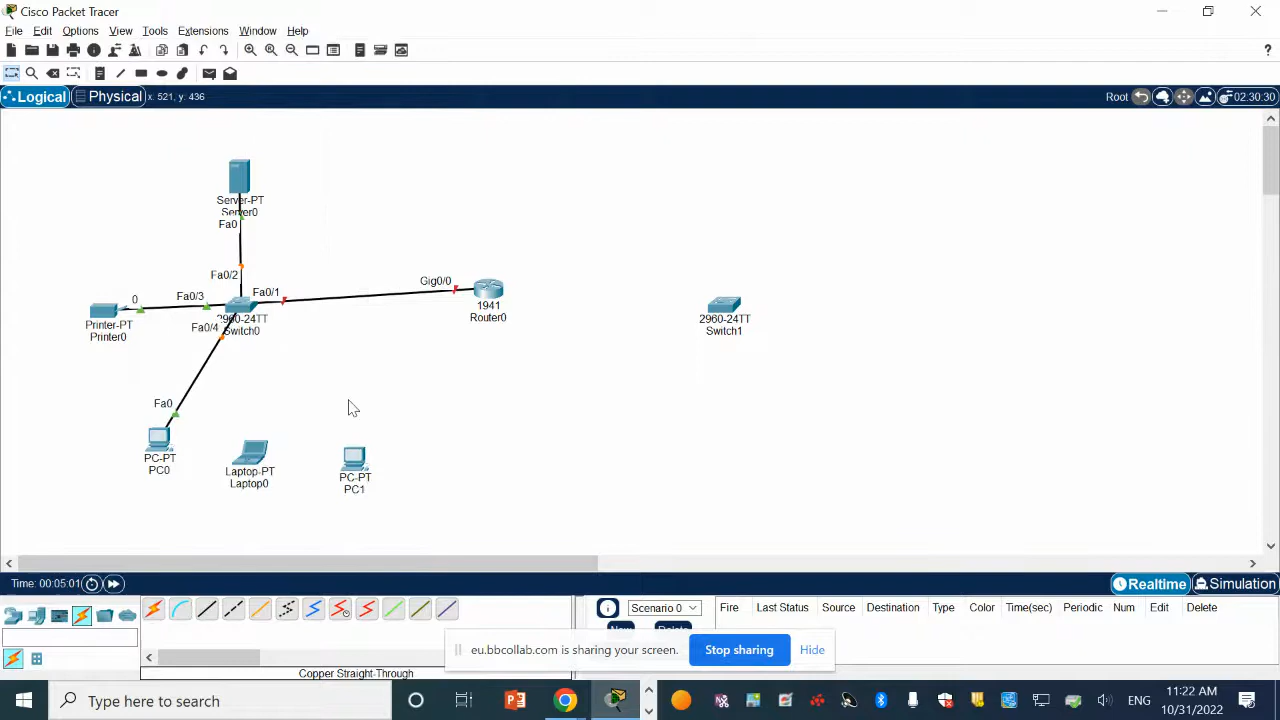 Cisco Packet Tracer
File Edit Options View Tools Extensions Window Help
?
Logical Physical x: 521, y: 436 Root 02:30:30
Server-PT
Server0
Fa0
Fa0/2
Fa0/1
Gig0/0
0
Fa0/3
1941
Router0
Printer-PT
Printer0
2960-24TT
Switch0
Fa0/4
2960-24TT
Switch1
Fa0
PC-PT
PC0
Laptop-PT
Laptop0
PC-PT
PC1
Time: 00:05:01 Realtime Simulation
Scenario 0 Fire Last Status Source Destination Type Color Time(sec) Periodic Num Edit Delete
New Delete
eu.bbcollab.com is sharing your screen. Stop sharing Hide
Copper Straight-Through
Type here to search
ENG
11:22 AM
10/31/2022